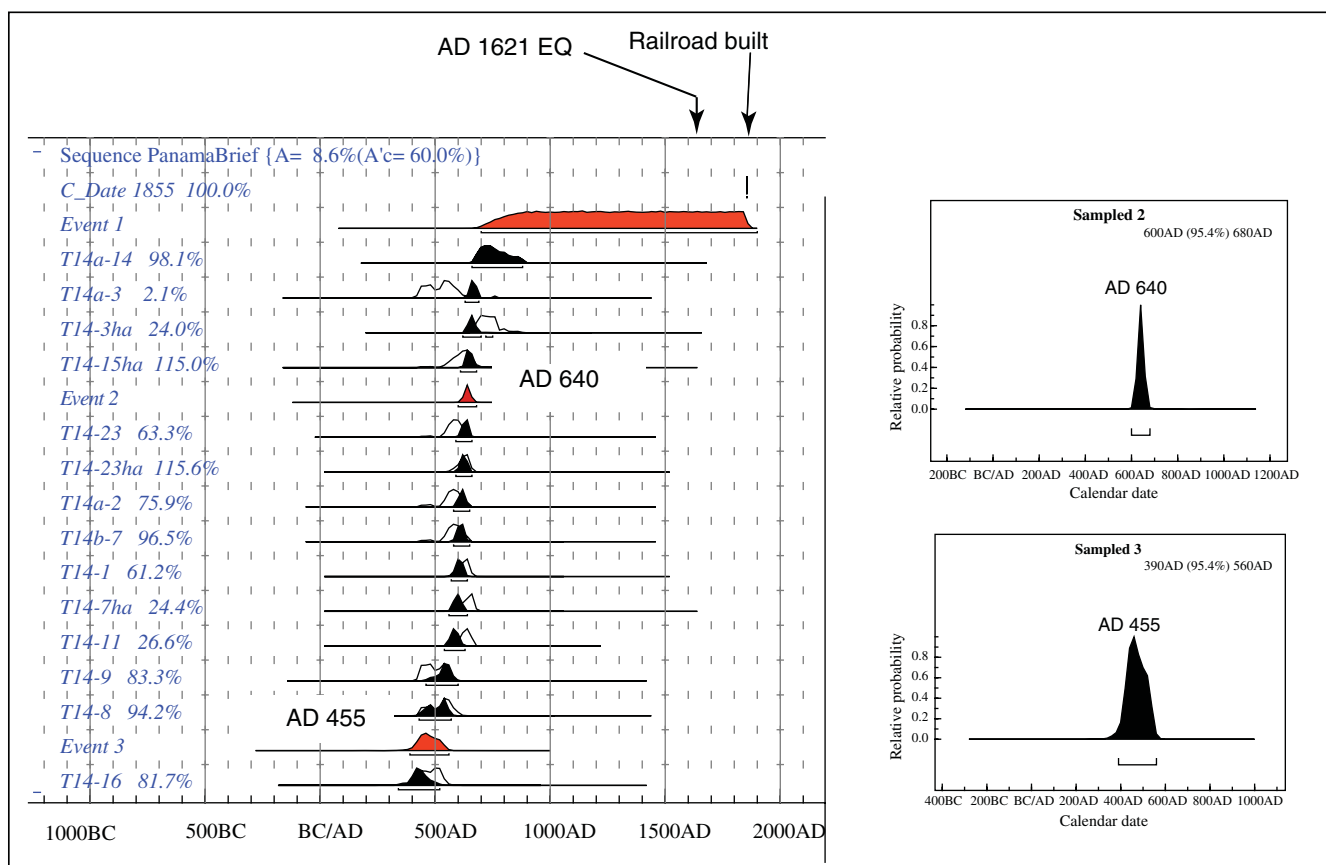 AD 1621 EQ
Railroad built
Sequence PanamaBrief {A= 8.6%(A'c= 60.0%)}
C_Date 1855 100.0%
Event 1
T14a-14 98.1%
T14a-3 2.1%
T14-3ha 24.0%
T14-15ha 115.0%
AD 640
Event 2
T14-23 63.3%
T14-23ha 115.6%
T14a-2 75.9%
T14b-7 96.5%
T14-1 61.2%
T14-7ha 24.4%
T14-11 26.6%
T14-9 83.3%
T14-8 94.2%
AD 455
Event 3
T14-16 81.7%
1000BC 500BC BC/AD 500AD 1000AD 1500AD 2000AD
Sampled 2
600AD (95.4%) 680AD
AD 640
Relative probability
0.8
0.6
0.4
0.2
0.0
200BC BC/AD 200AD 400AD 600AD 800AD 1000AD 1200AD
Calendar date
Sampled 3
390AD (95.4%) 560AD
AD 455
Relative probability
0.8
0.6
0.4
0.2
0.0
400BC 200BC BC/AD 200AD 400AD 600AD 800AD 1000AD
Calendar date